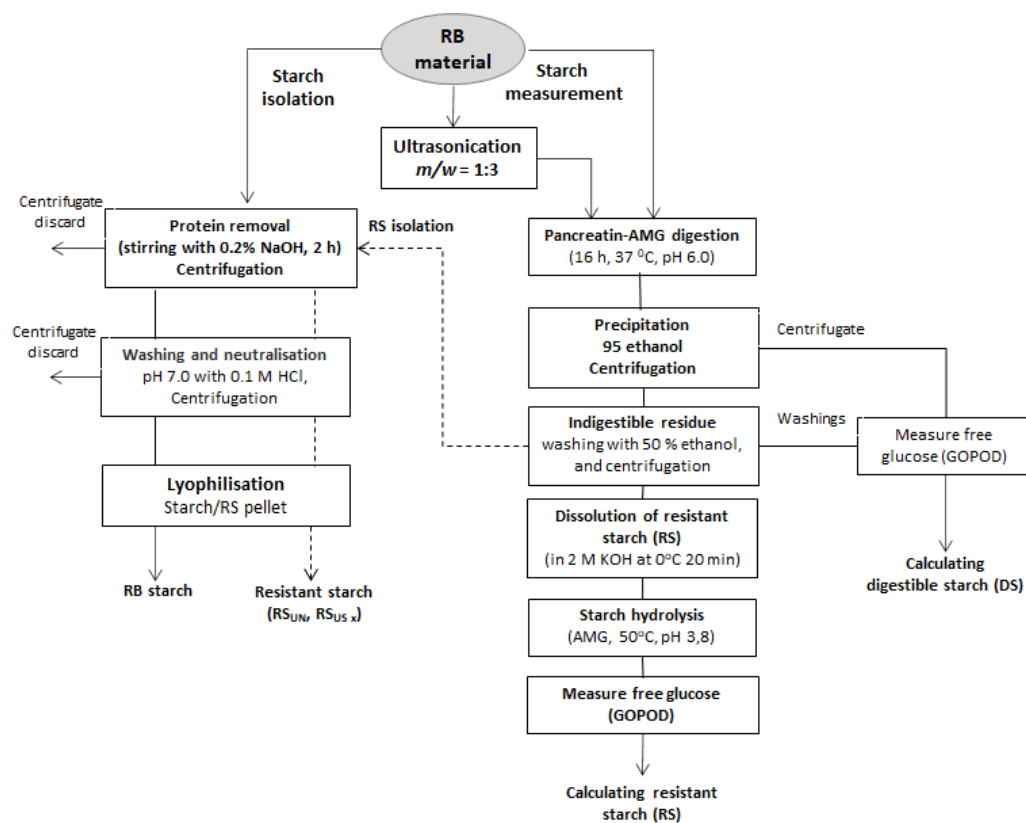 RB
material
Starch
isolation
Starch
measurement
Ultrasonication
m/w = 1:3
Centrifugate
discard
Protein removal
(stirring with 0.2% NaOH, 2 h)
Centrifugation
RS isolation
Pancreatin-AMG digestion
(16 h, 37 ⁰C, pH 6.0)
Centrifugate
discard
Washing and neutralisation
pH 7.0 with 0.1 M HCl,
Centrifugation
Precipitation
95 ethanol
Centrifugation
Centrifugate
Indigestible residue
washing with 50 % ethanol,
and centrifugation
Washings
Measure free
glucose (GOPOD)
Lyophilisation
Starch/RS pellet
Dissolution of resistant
starch (RS)
(in 2 M KOH at 0°C 20 min)
Calculating
digestible starch (DS)
RB starch
Resistant starch
(RSUN, RSUS x)
Starch hydrolysis
(AMG, 50°C, pH 3,8)
Measure free glucose
(GOPOD)
Calculating resistant
starch (RS)